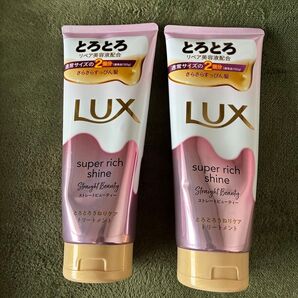 とろとろ
リペア美容液配合
通常サイズの2個分
さらさらすっぴん髪
LUX
super rich
shine
Straight Beauty
ストレートビューティー
とろとろうねりケア
トリートメント
とろとろ
リペア美容液配合
通常サイズの2個分
さらさらすっぴん髪
LUX
super rich
shine
Straight Beauty
ストレートビューティー
とろとろうねりケア
トリートメント